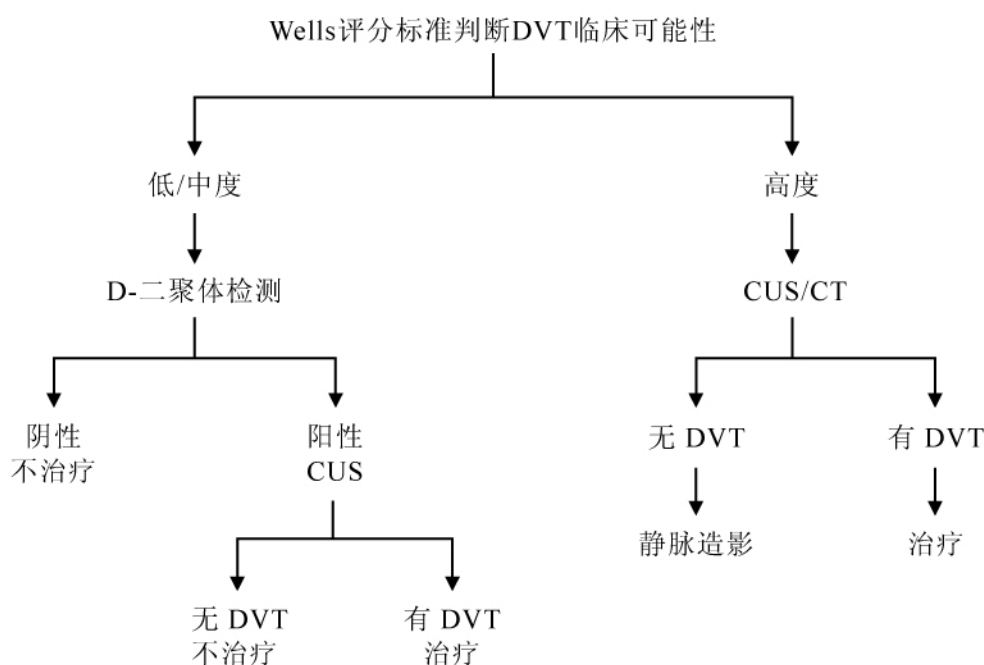 Wells评分标准判断DVT临床可能性
低/中度
高度
D-二聚体检测
CUS/CT
阴性
不治疗
阳性
CUS
无 DVT
有 DVT
静脉造影
治疗
无 DVT
不治疗
有 DVT
治疗